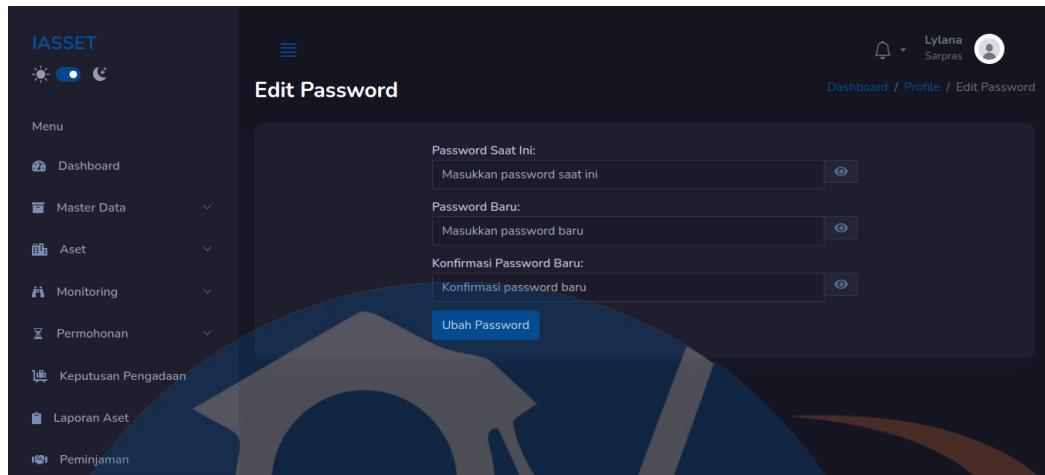 IASSET
Menu
Dashboard
Master Data
Aset
Monitoring
Permohonan
Keputusan Pengadaan
Laporan Aset
Peminjaman
Lylana
Sarpras
Edit Password
Dashboard / Profile / Edit Password
Password Saat Ini:
Masukkan password saat ini
Password Baru:
Masukkan password baru
Konfirmasi Password Baru:
Konfirmasi password baru
Ubah Password